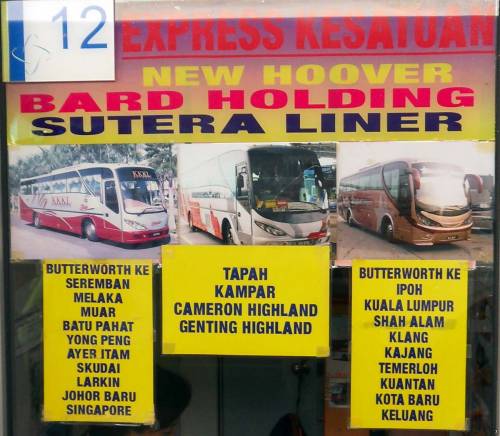 12
EXPRESS KESATUAN
NEW HOOVER
BARD HOLDING
SUTERA LINER
KKKL
KKKL
BUTTERWORTH KE
SEREMBAN
MELAKA
MUAR
BATU PAHAT
YONG PENG
AYER ITAM
SKUDAI
LARKIN
JOHOR BARU
SINGAPORE
TAPAH
KAMPAR
CAMERON HIGHLAND
GENTING HIGHLAND
BUTTERWORTH KE
IPOH
KUALA LUMPUR
SHAH ALAM
KLANG
KAJANG
TEMERLOH
KUANTAN
KOTA BARU
KELUANG